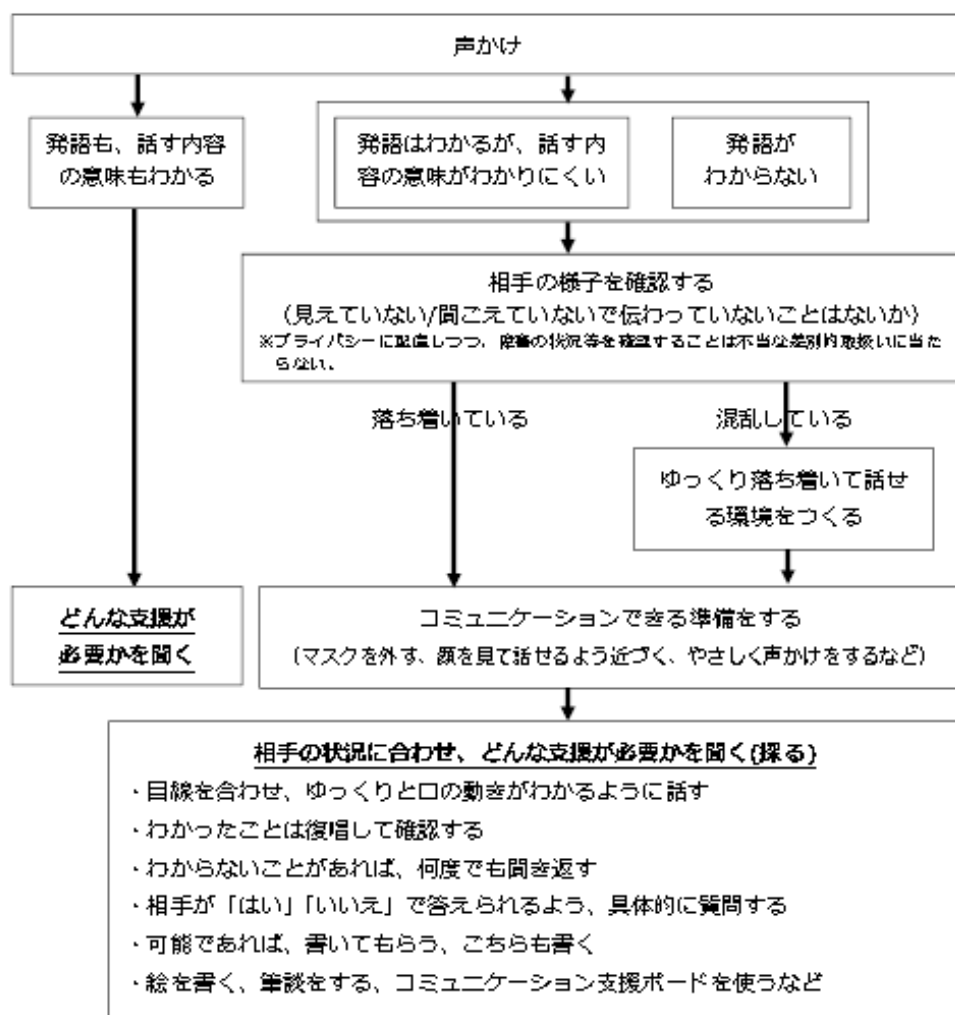 声かけ
発語も、話す内容
の意味もわかる
発語はわかるが、話す内
容の意味がわかりにくい
発語が
わからない
相手の様子を確認する
(見えていない/聞こえていないで伝わっていないことはないか)
※プライバシーに配慮しつつ、障害の状況等を確認することは不当な差別的取扱いに当た
らない。
落ち着いている
混乱している
ゆっくり落ち着いて話せ
る環境をつくる
どんな支援が
必要かを聞く
コミュニケーションできる準備をする
(マスクを外す、顔を見て話せるよう近づく、やさしく声かけをするなど)
相手の状況に合わせ、どんな支援が必要かを聞く{探る}
・目線を合わせ、ゆっくりと口の動きがわかるように話す
・わかったことは復唱して確認する
・わからないことがあれば、何度でも聞き返す
・相手が「はい」「いいえ」で答えられるよう、具体的に質問する
・可能であれば、書いてもらう、こちらも書く
・絵を書く、筆談をする、コミュニケーション支援ボードを使うなど